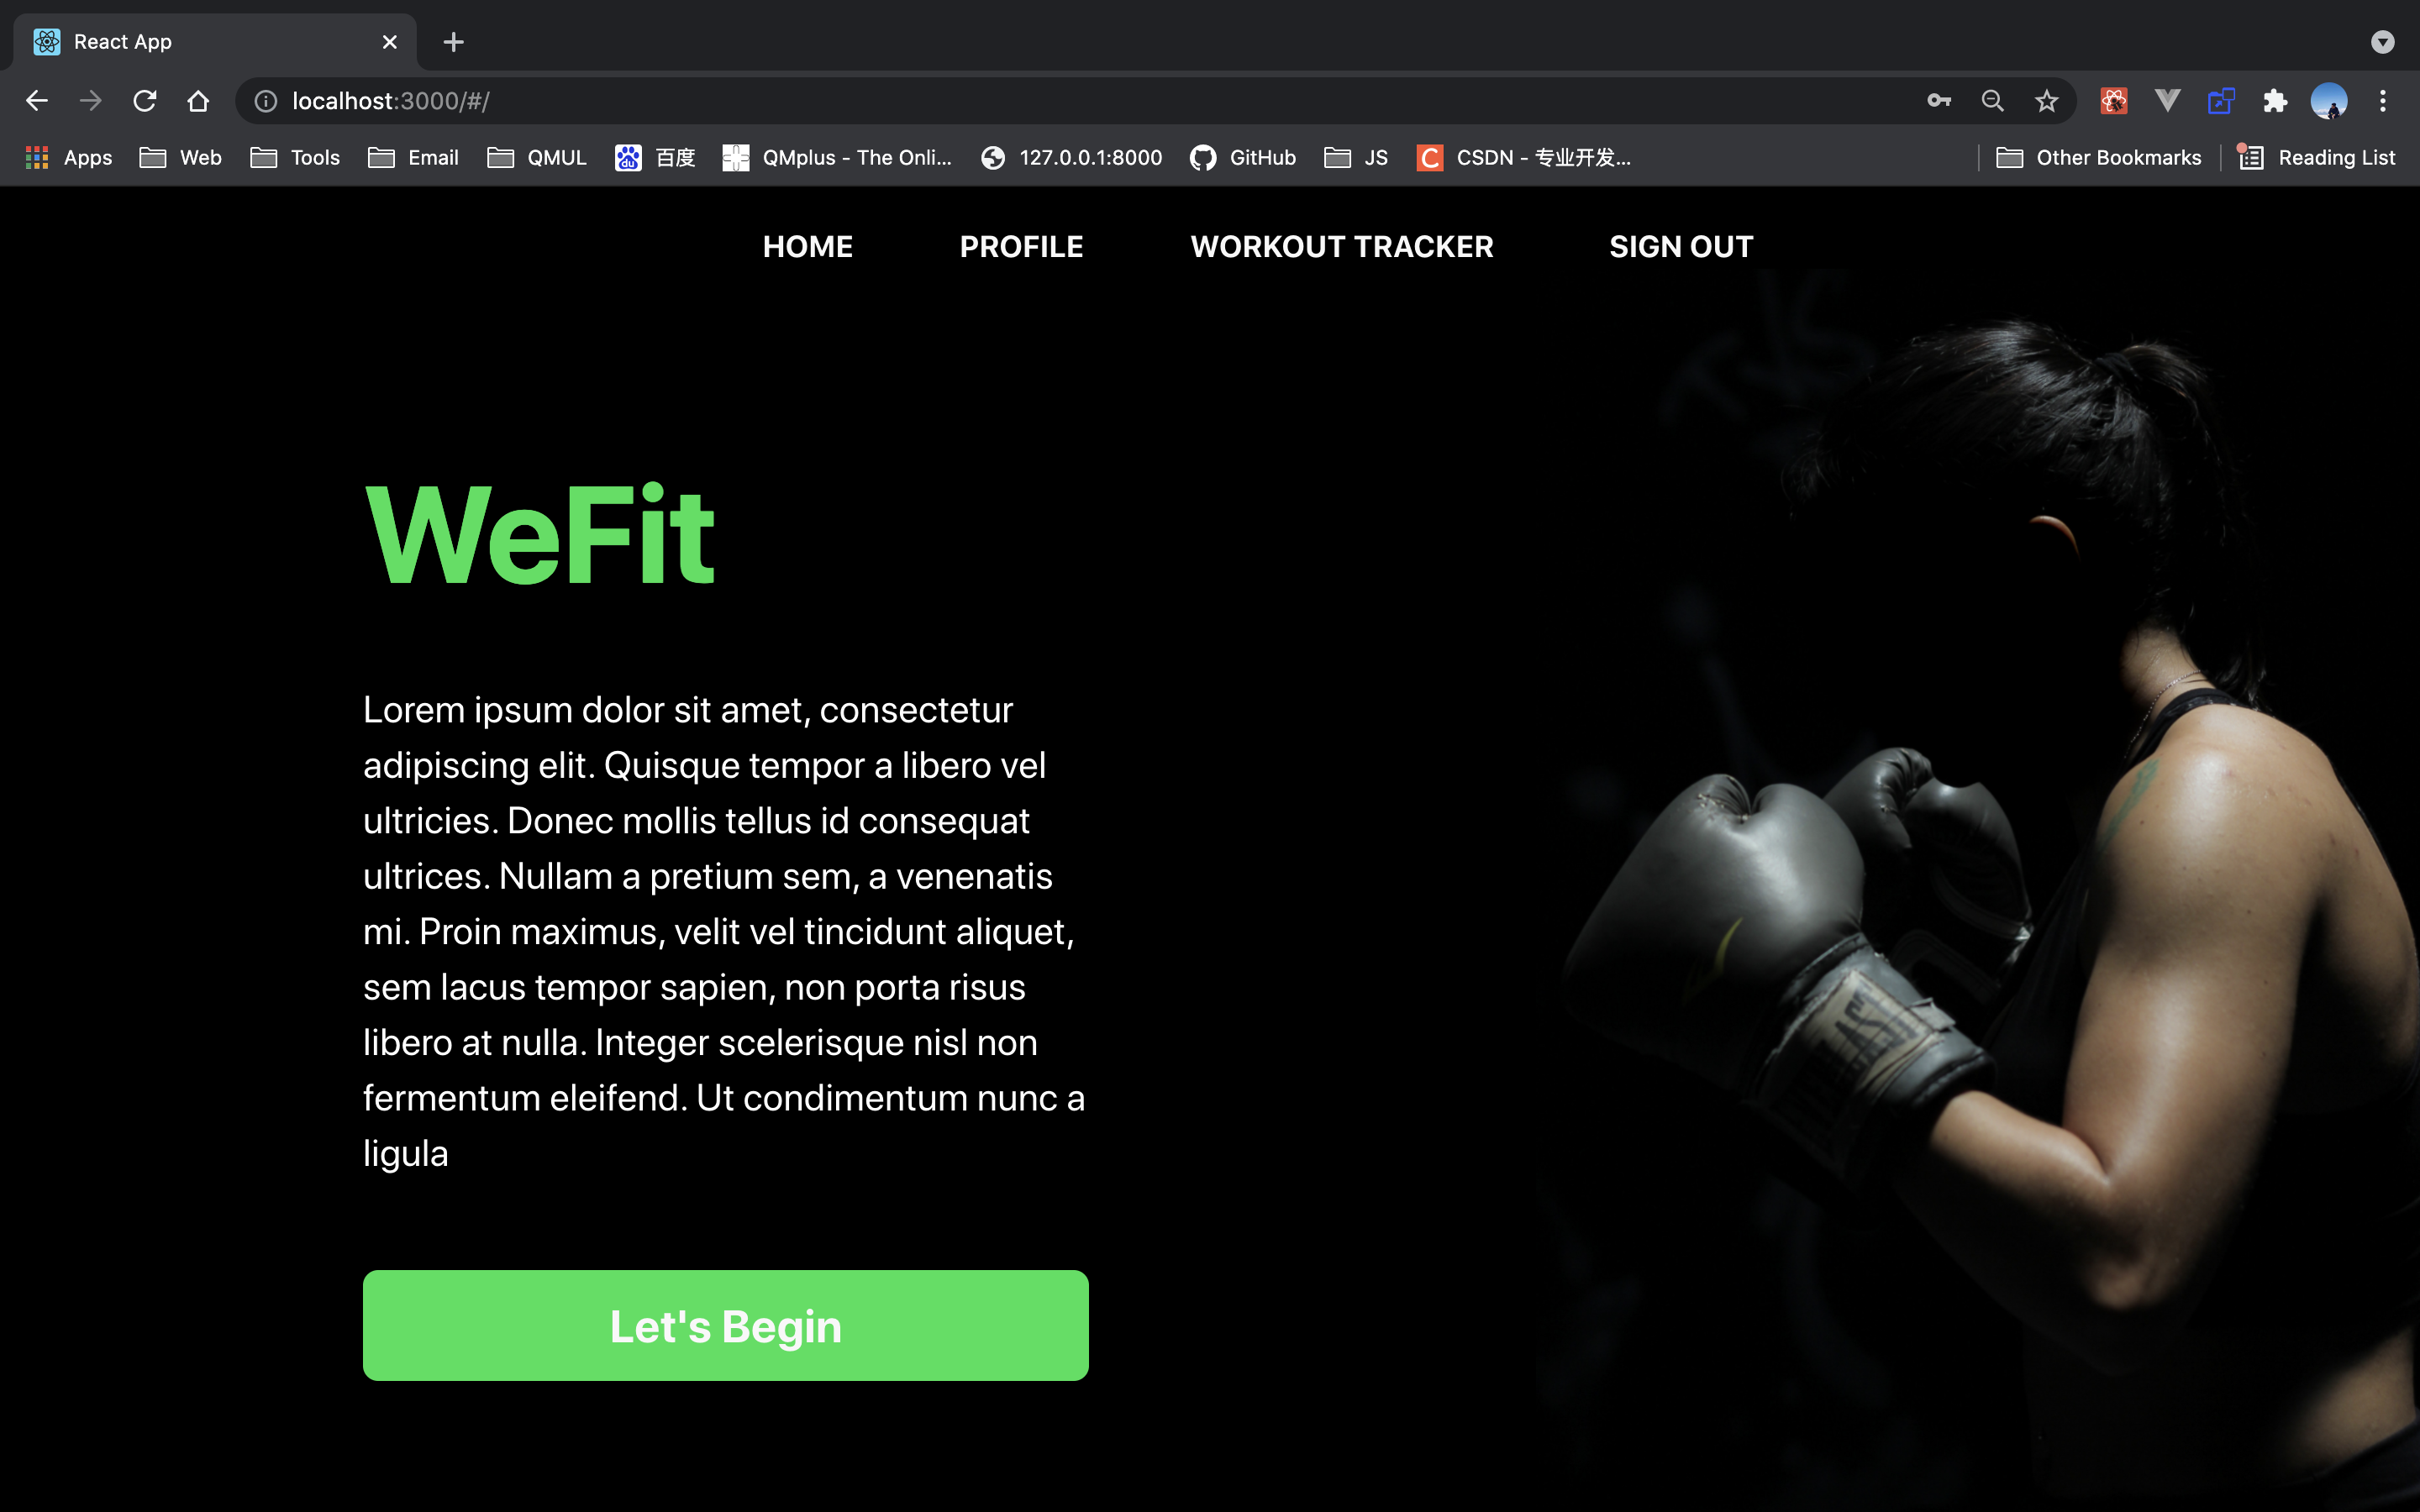 React App
localhost:3000/#/
Apps Web Tools Email QMUL 百度 QMplus - The Onli... 127.0.0.1:8000 GitHub JS CSDN - 专业开发... Other Bookmarks Reading List
HOME PROFILE WORKOUT TRACKER SIGN OUT
WeFit
Lorem ipsum dolor sit amet, consectetur
adipiscing elit. Quisque tempor a libero vel
ultricies. Donec mollis tellus id consequat
ultrices. Nullam a pretium sem, a venenatis
mi. Proin maximus, velit vel tincidunt aliquet,
sem lacus tempor sapien, non porta risus
libero at nulla. Integer scelerisque nisl non
fermentum eleifend. Ut condimentum nunc a
ligula
Let's Begin